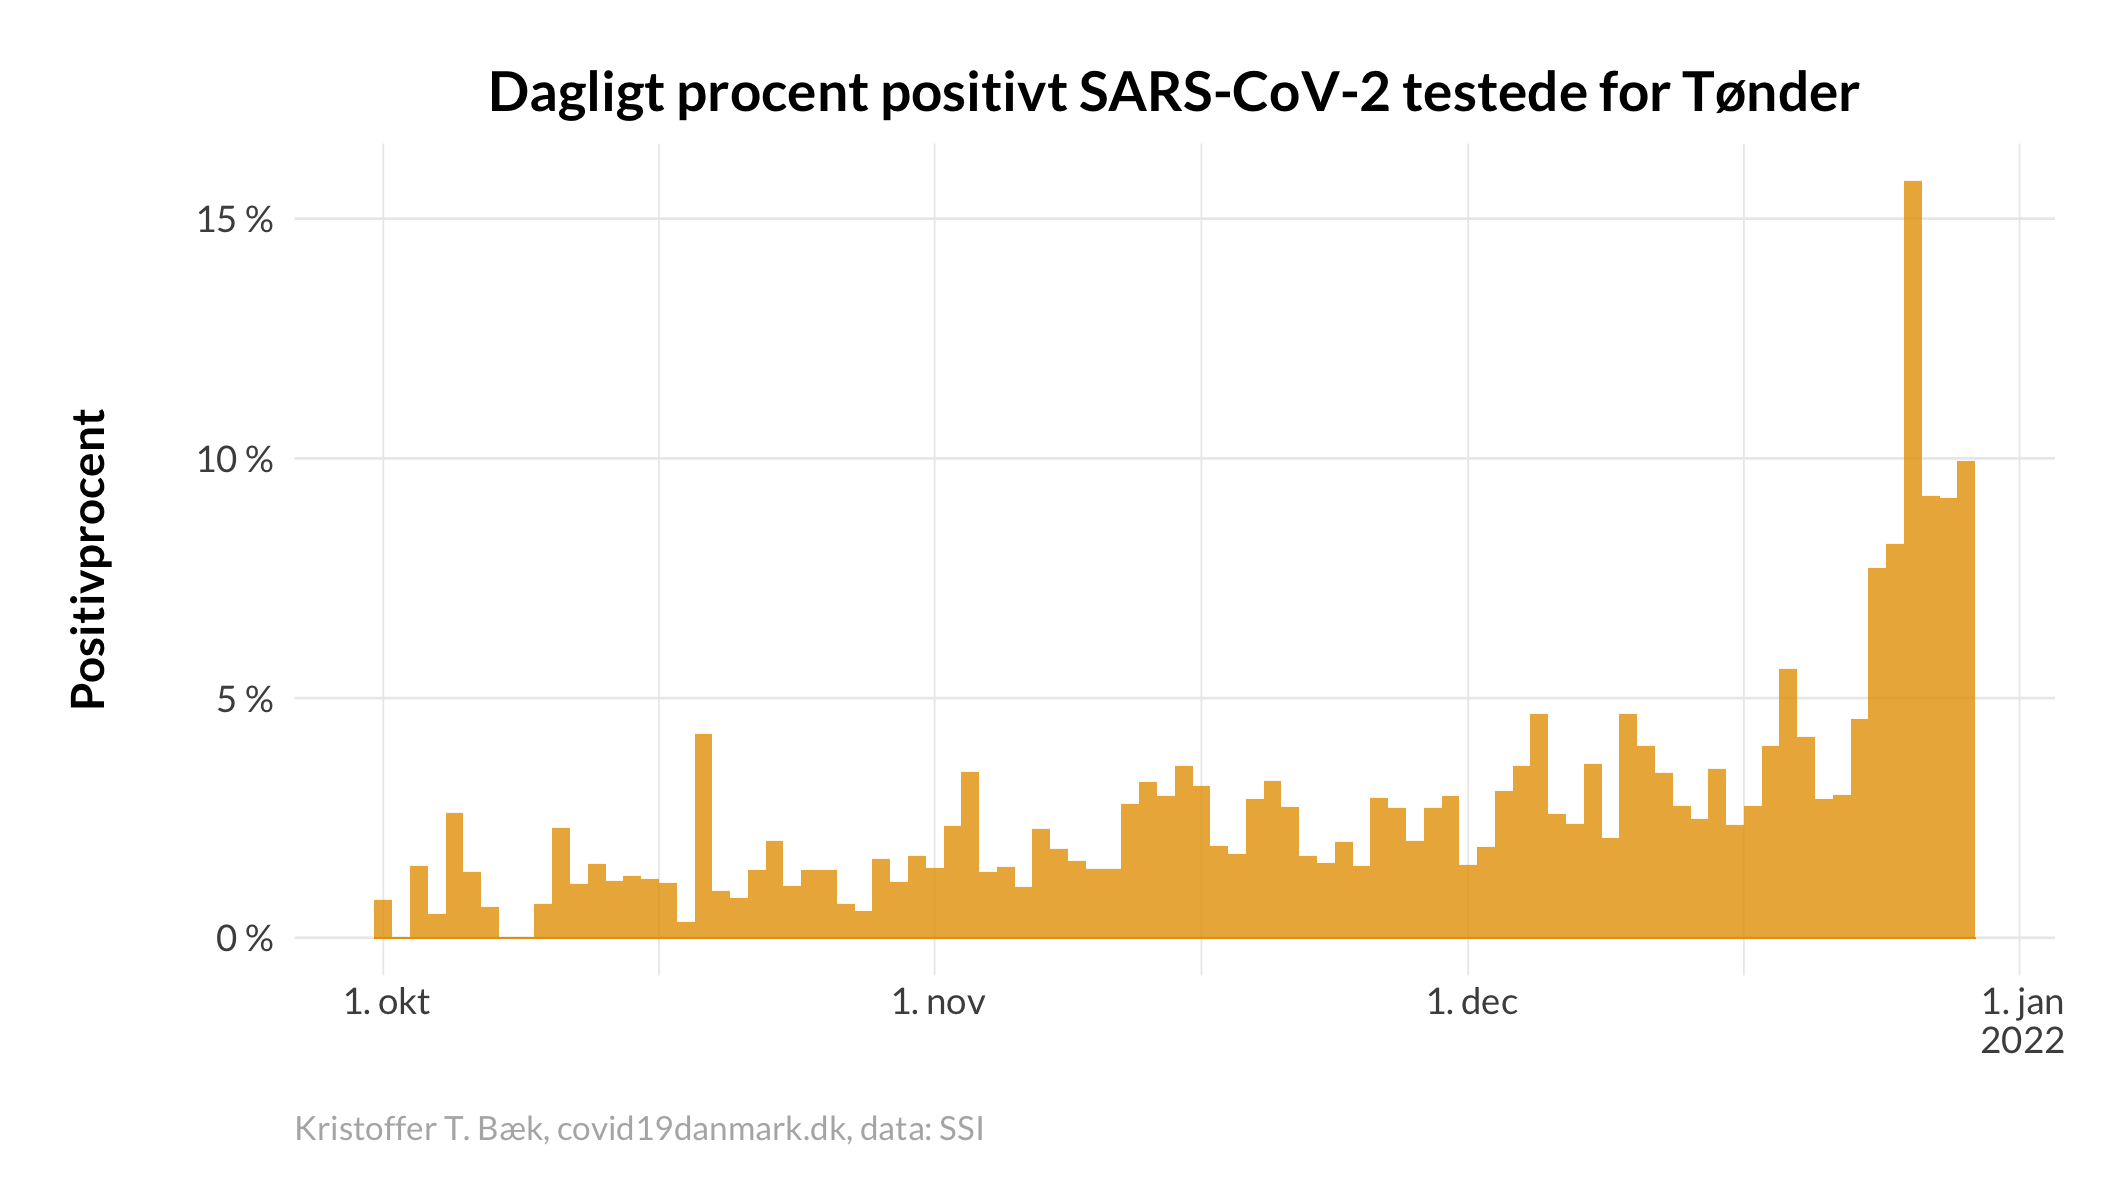 Dagligt procent positivt SARS-CoV-2 testede for Tønder
Positivprocent
15 %
10 %
5 %
0 %
1. okt
1. nov
1. dec
1. jan
2022
Kristoffer T. Bæk, covid19danmark.dk, data: SSI